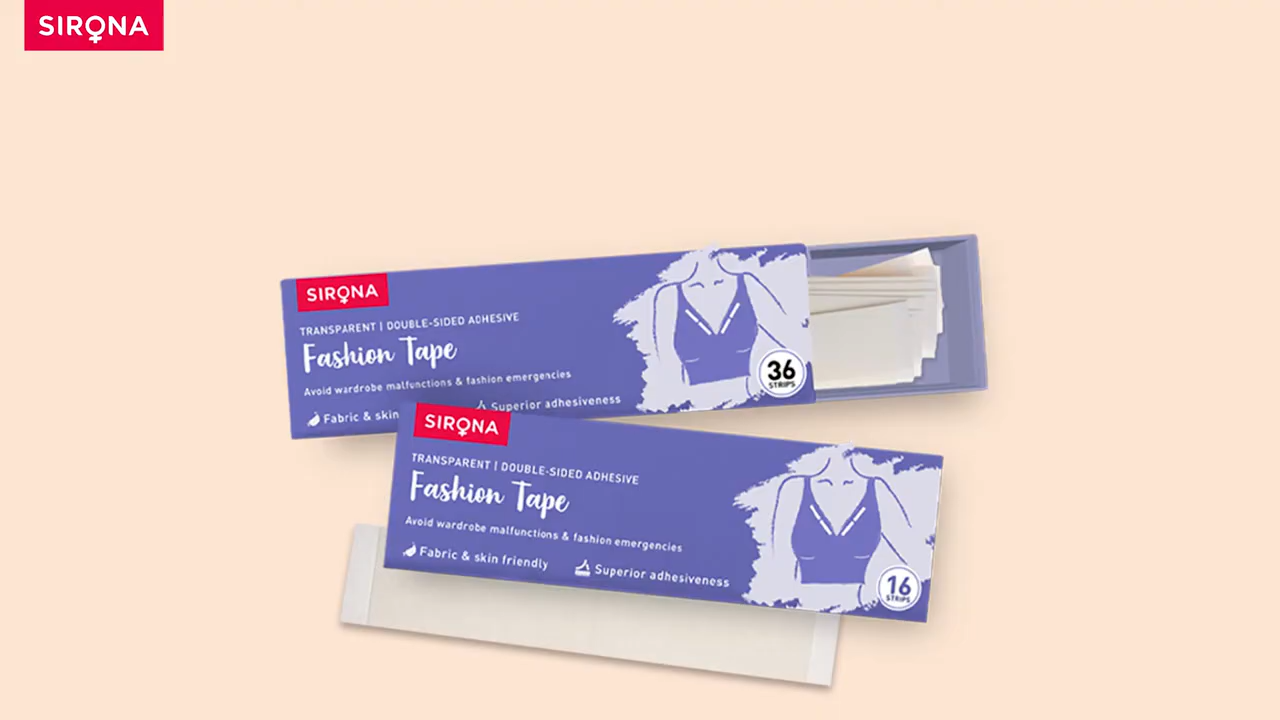 SIRONA
SIRONA
TRANSPARENT | DOUBLE-SIDED ADHESIVE
Fashion Tape
Avoid wardrobe malfunctions & fashion emergencies
Fabric & skin
Superior adhesiveness
36
STRIPS
SIRONA
TRANSPARENT | DOUBLE-SIDED ADHESIVE
Fashion Tape
Avoid wardrobe malfunctions & fashion emergencies
Fabric & skin friendly
Superior adhesiveness
16
STRIPS